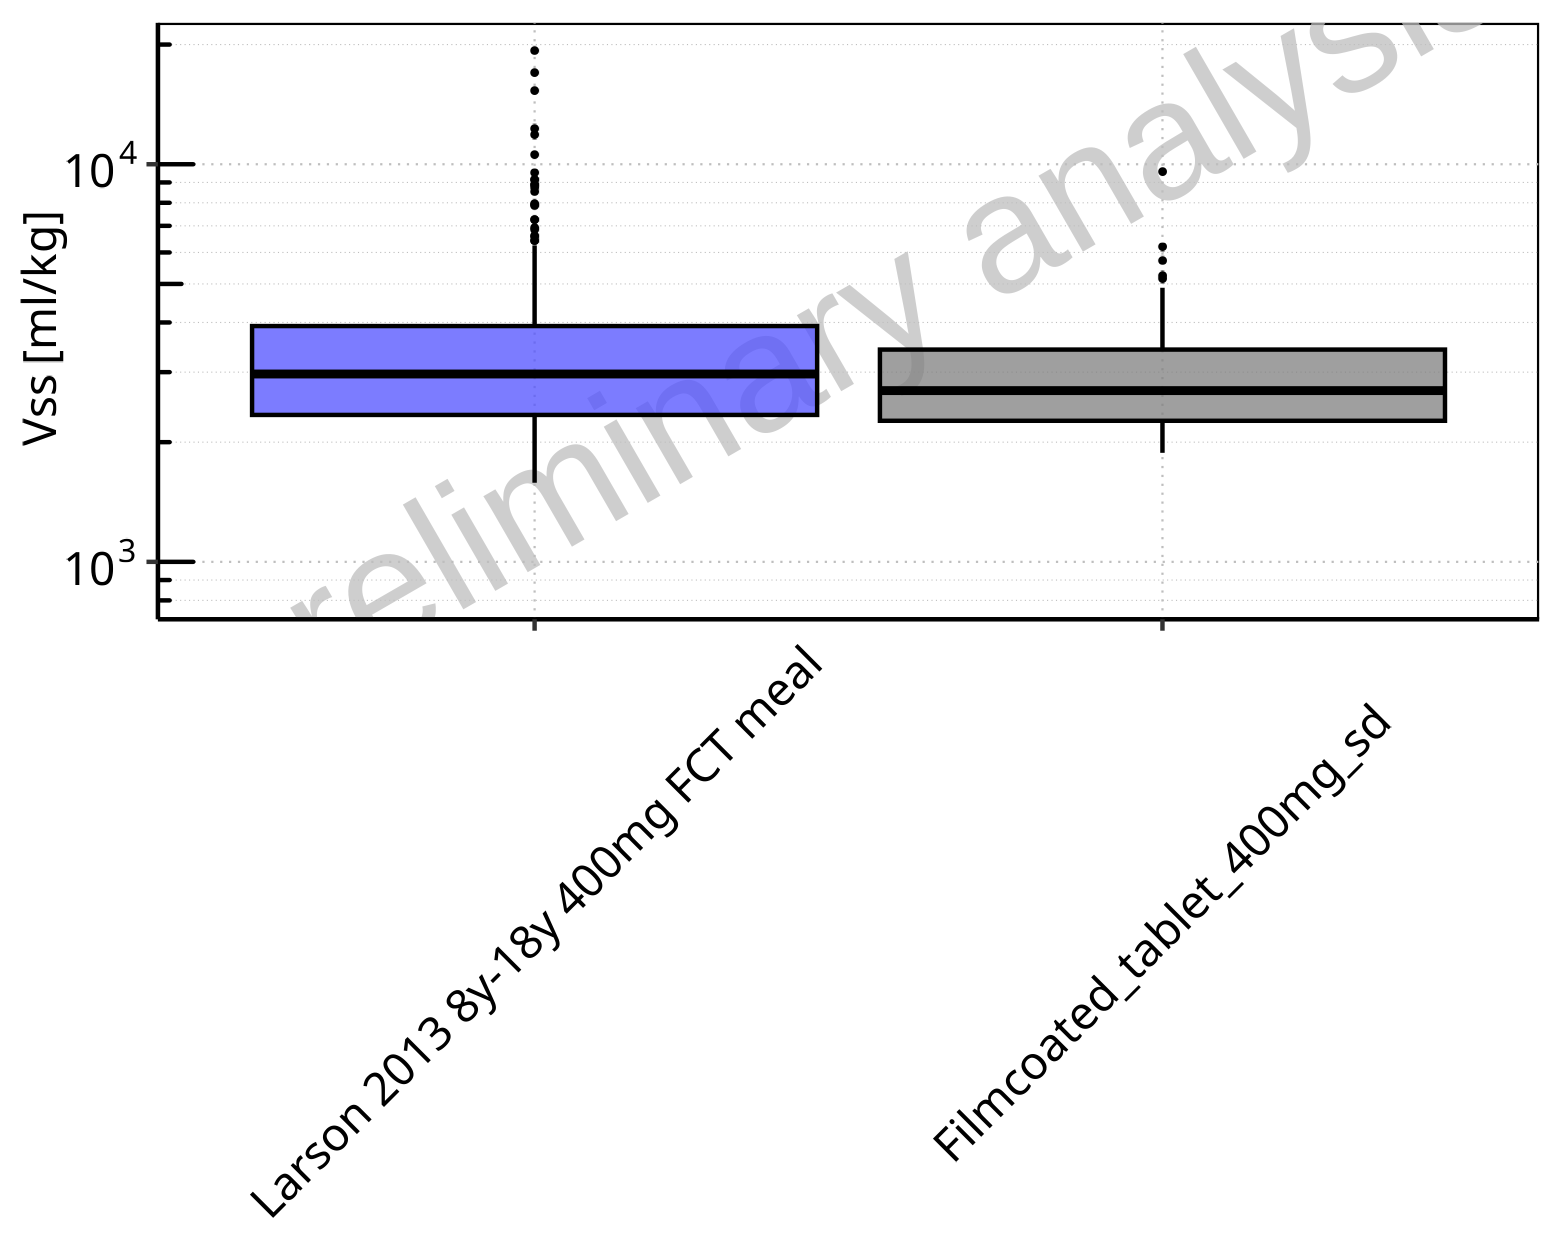 Vss [ml/kg]
10^4
10^3
reliminary analysis
Larson 2013 8y-18y 400mg FCT meal
Filmcoated_tablet_400mg_sd